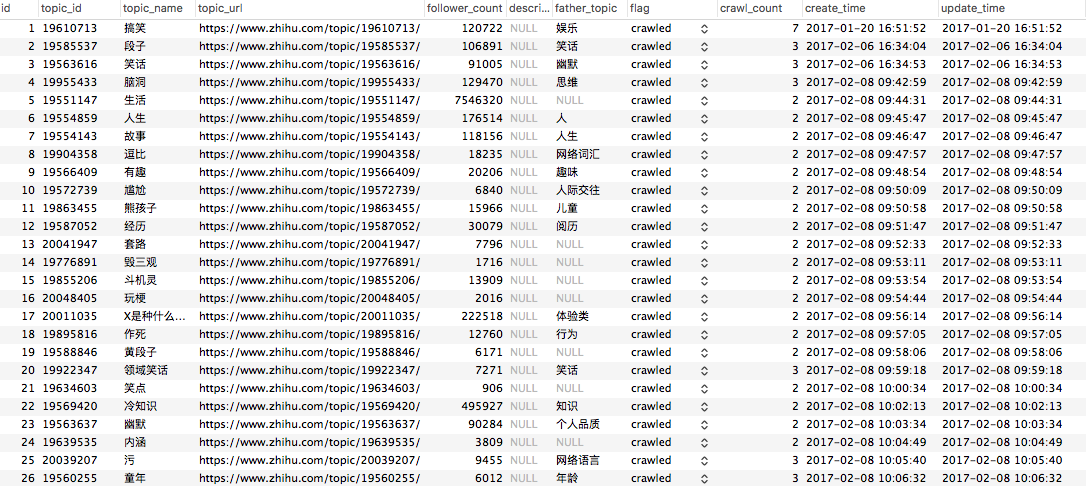 id topic_id topic_name topic_url follower_count descri... father_topic flag crawl_count create_time update_time
1 19610713 搞笑 https://www.zhihu.com/topic/19610713/ 120722 NULL 娱乐 crawled 7 2017-01-20 16:51:52 2017-01-20 16:51:52
2 19585537 段子 https://www.zhihu.com/topic/19585537/ 106891 NULL 笑话 crawled 3 2017-02-06 16:34:04 2017-02-06 16:34:04
3 19563616 笑话 https://www.zhihu.com/topic/19563616/ 91005 NULL 幽默 crawled 3 2017-02-06 16:34:53 2017-02-06 16:34:53
4 19955433 脑洞 https://www.zhihu.com/topic/19955433/ 129470 NULL 思维 crawled 3 2017-02-08 09:42:59 2017-02-08 09:42:59
5 19551147 生活 https://www.zhihu.com/topic/19551147/ 7546320 NULL NULL crawled 2 2017-02-08 09:44:31 2017-02-08 09:44:31
6 19554859 人生 https://www.zhihu.com/topic/19554859/ 176514 NULL 人 crawled 2 2017-02-08 09:45:47 2017-02-08 09:45:47
7 19554143 故事 https://www.zhihu.com/topic/19554143/ 118156 NULL 人生 crawled 2 2017-02-08 09:46:47 2017-02-08 09:46:47
8 19904358 逗比 https://www.zhihu.com/topic/19904358/ 18235 NULL 网络词汇 crawled 2 2017-02-08 09:47:57 2017-02-08 09:47:57
9 19566409 有趣 https://www.zhihu.com/topic/19566409/ 20206 NULL 趣味 crawled 2 2017-02-08 09:48:54 2017-02-08 09:48:54
10 19572739 尴尬 https://www.zhihu.com/topic/19572739/ 6840 NULL 人际交往 crawled 2 2017-02-08 09:50:09 2017-02-08 09:50:09
11 19863455 熊孩子 https://www.zhihu.com/topic/19863455/ 15966 NULL 儿童 crawled 2 2017-02-08 09:50:58 2017-02-08 09:50:58
12 19587052 经历 https://www.zhihu.com/topic/19587052/ 30079 NULL 阅历 crawled 2 2017-02-08 09:51:47 2017-02-08 09:51:47
13 20041947 套路 https://www.zhihu.com/topic/20041947/ 7796 NULL NULL crawled 2 2017-02-08 09:52:33 2017-02-08 09:52:33
14 19776891 毁三观 https://www.zhihu.com/topic/19776891/ 1716 NULL NULL crawled 2 2017-02-08 09:53:11 2017-02-08 09:53:11
15 19855206 斗机灵 https://www.zhihu.com/topic/19855206/ 13909 NULL NULL crawled 2 2017-02-08 09:53:54 2017-02-08 09:53:54
16 20048405 玩梗 https://www.zhihu.com/topic/20048405/ 2016 NULL NULL crawled 2 2017-02-08 09:54:44 2017-02-08 09:54:44
17 20011035 X是种什么... https://www.zhihu.com/topic/20011035/ 222518 NULL 体验类 crawled 2 2017-02-08 09:56:14 2017-02-08 09:56:14
18 19895816 作死 https://www.zhihu.com/topic/19895816/ 12760 NULL 行为 crawled 2 2017-02-08 09:57:05 2017-02-08 09:57:05
19 19588846 黄段子 https://www.zhihu.com/topic/19588846/ 6171 NULL NULL crawled 2 2017-02-08 09:58:06 2017-02-08 09:58:06
20 19922347 领域笑话 https://www.zhihu.com/topic/19922347/ 7271 NULL 笑话 crawled 3 2017-02-08 09:59:18 2017-02-08 09:59:18
21 19634603 笑点 https://www.zhihu.com/topic/19634603/ 906 NULL NULL crawled 2 2017-02-08 10:00:34 2017-02-08 10:00:34
22 19569420 冷知识 https://www.zhihu.com/topic/19569420/ 495927 NULL 知识 crawled 2 2017-02-08 10:02:13 2017-02-08 10:02:13
23 19563637 幽默 https://www.zhihu.com/topic/19563637/ 90284 NULL 个人品质 crawled 2 2017-02-08 10:03:34 2017-02-08 10:03:34
24 19639535 内涵 https://www.zhihu.com/topic/19639535/ 3809 NULL NULL crawled 2 2017-02-08 10:04:49 2017-02-08 10:04:49
25 20039207 污 https://www.zhihu.com/topic/20039207/ 9455 NULL 网络语言 crawled 3 2017-02-08 10:05:40 2017-02-08 10:05:40
26 19560255 童年 https://www.zhihu.com/topic/19560255/ 6012 NULL 年龄 crawled 3 2017-02-08 10:06:32 2017-02-08 10:06:32